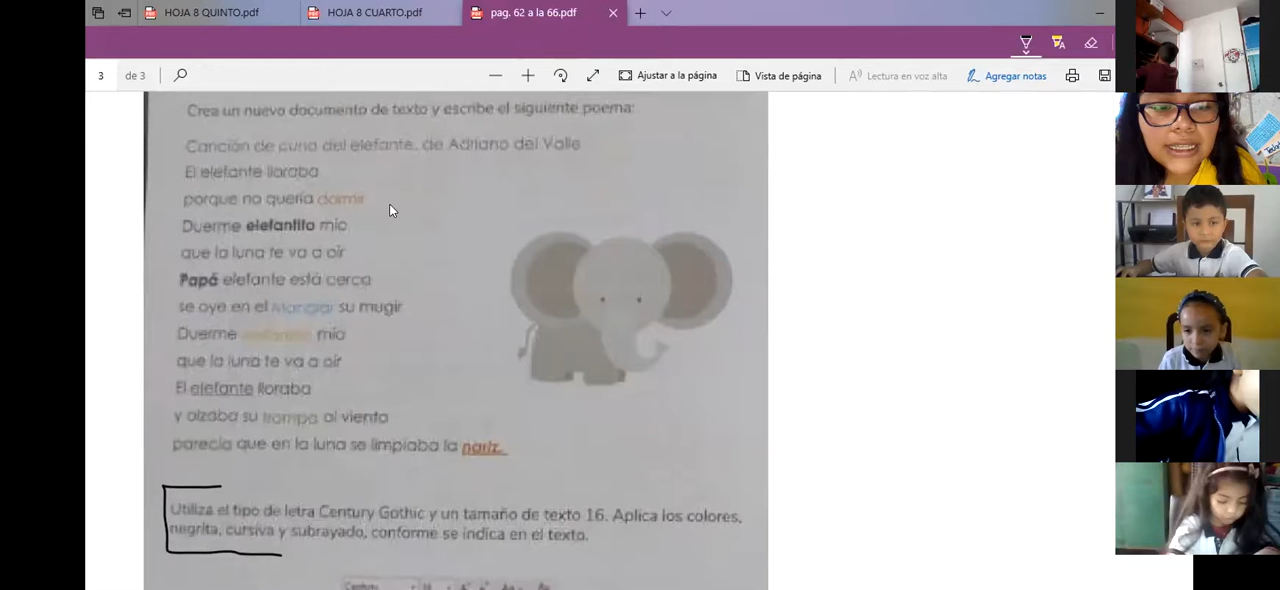 HOJA 8 QUINTO.pdf
HOJA 8 CUARTO.pdf
pag. 62 a la 66.pdf
3 de 3
Ajustar a la página
Vista de página
Lectura en voz alta
Agregar notas
Crea un nuevo documento de texto y escribe el siguiente poema:
Canción de cuna del elefante, de Adriano del Valle
El elefante lloraba
porque no quería dormir
Duerme elefantito mío
que la luna te va a oír
Papá elefante está cerca
se oye en el Manglar su mugir
Duerme elefantito mío
que la luna te va a oír
El elefante lloraba
y alzaba su trompa al viento
parecía que en la luna se limpiaba la nariz.
Utiliza el tipo de letra Century Gothic y un tamaño de texto 16. Aplica los colores,
negrita, cursiva y subrayado, conforme se indica en el texto.